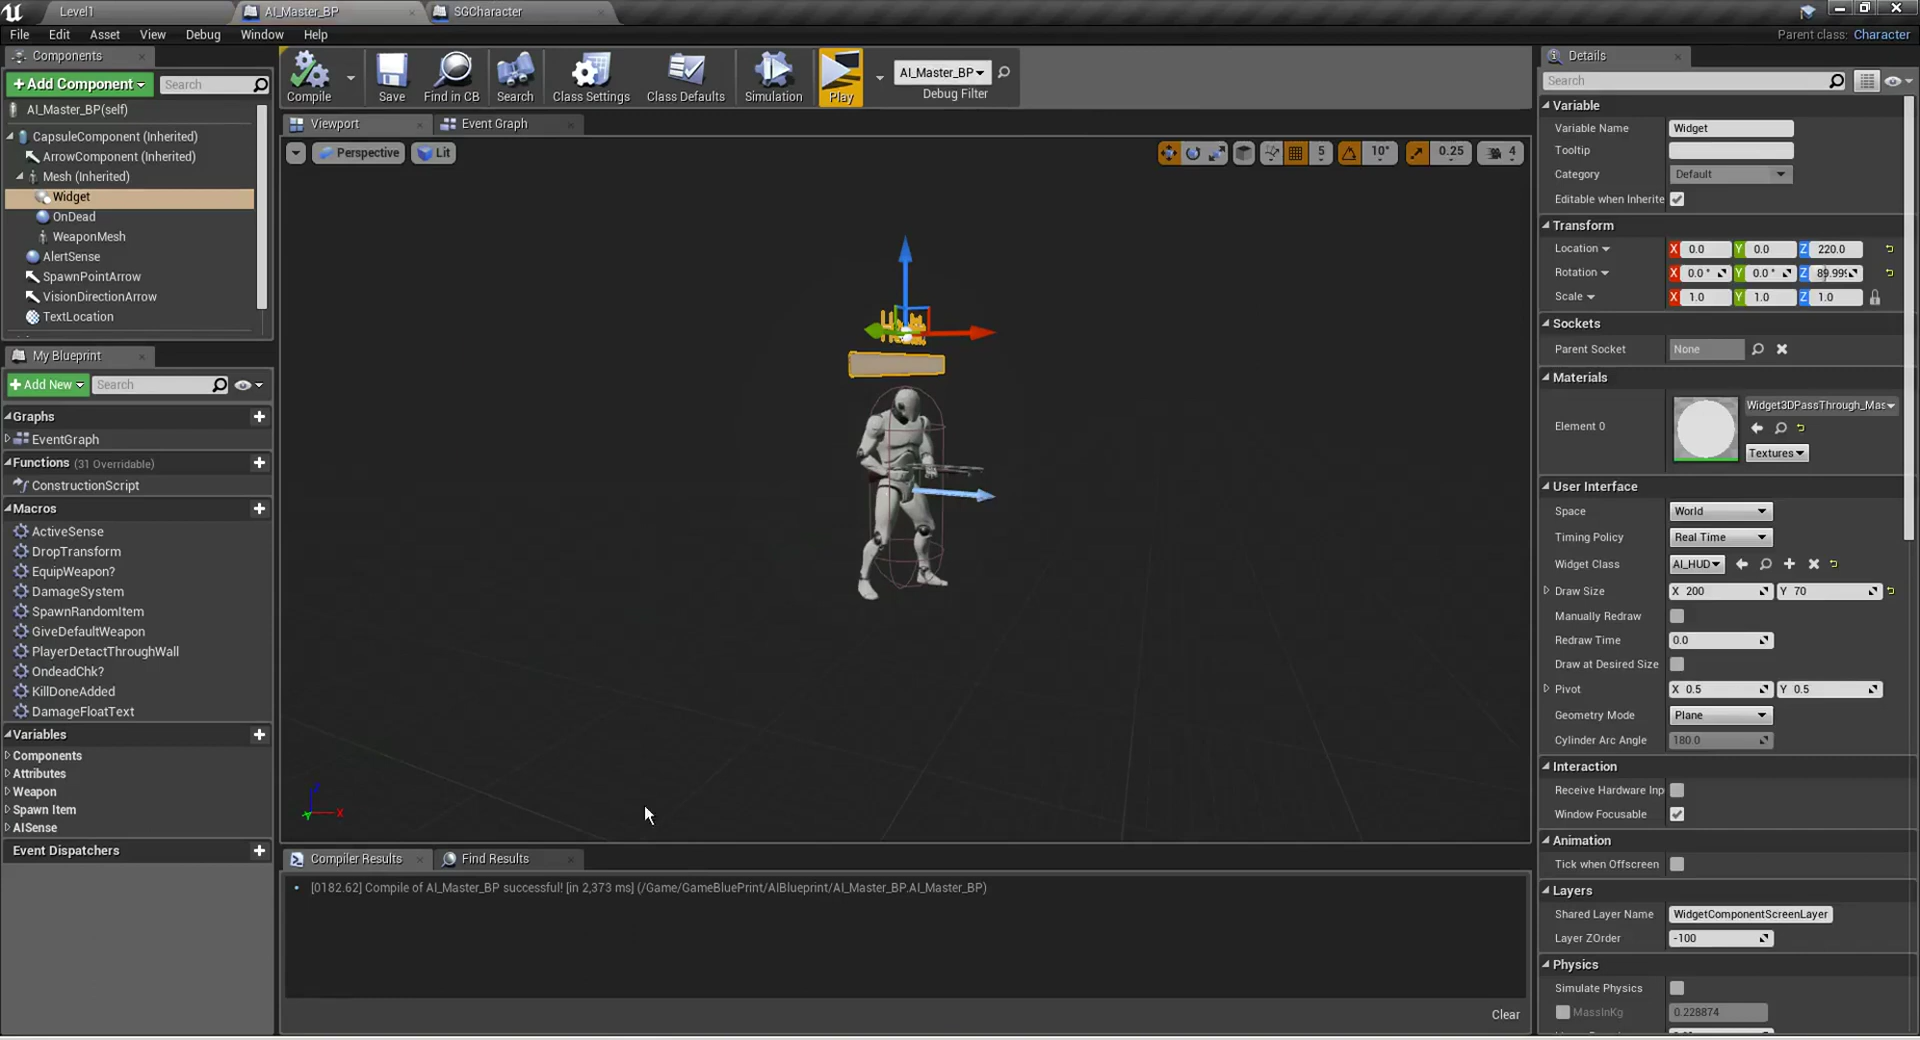 Level1
AI_Master_BP
SGCharacter
File Edit Asset View Debug Window Help
Parent class: Character
Components
+ Add Component
Search
AI_Master_BP(self)
CapsuleComponent (Inherited)
ArrowComponent (Inherited)
Mesh (Inherited)
Widget
OnDead
WeaponMesh
AlertSense
SpawnPointArrow
VisionDirectionArrow
TextLocation
My Blueprint
+ Add New
Search
Graphs
EventGraph
Functions (31 Overridable)
ConstructionScript
Macros
ActiveSense
DropTransform
EquipWeapon?
DamageSystem
SpawnRandomItem
GiveDefaultWeapon
PlayerDetactThroughWall
OndeadChk?
KillDoneAdded
DamageFloatText
Variables
Components
Attributes
Weapon
Spawn Item
AISense
Event Dispatchers
Compile
Save
Find in CB
Search
Class Settings
Class Defaults
Simulation
Play
AI_Master_BP
Debug Filter
Viewport
Event Graph
Perspective
Lit
5
10°
0.25
4
Z
X
Y
Compiler Results
Find Results
[0182.62] Compile of AI_Master_BP successful! [in 2,373 ms] (/Game/GameBluePrint/AIBlueprint/AI_Master_BP.AI_Master_BP)
Clear
Details
Search
Variable
Variable Name Widget
Tooltip
Category Default
Editable when Inherite
Transform
Location X 0.0 Y 0.0 Z 220.0
Rotation X 0.0 ° Y 0.0 ° Z 89.999
Scale X 1.0 Y 1.0 Z 1.0
Sockets
Parent Socket None
Materials
Element 0
Widget3DPassThrough_Mas
Textures
User Interface
Space World
Timing Policy Real Time
Widget Class AI_HUD
Draw Size X 200 Y 70
Manually Redraw
Redraw Time 0.0
Draw at Desired Size
Pivot X 0.5 Y 0.5
Geometry Mode Plane
Cylinder Arc Angle 180.0
Interaction
Receive Hardware Inp
Window Focusable
Animation
Tick when Offscreen
Layers
Shared Layer Name WidgetComponentScreenLayer
Layer ZOrder -100
Physics
Simulate Physics
MassInKg 0.228874